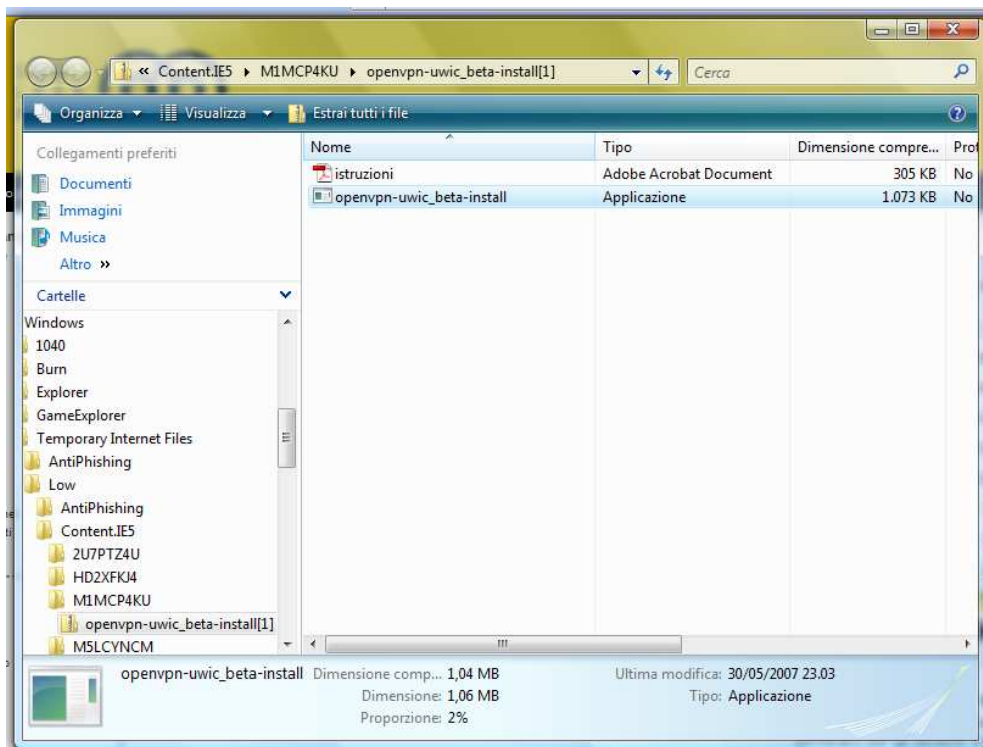 « Content.IE5 ▸ M1MCP4KU ▸ openvpn-uwic_beta-install[1]
Cerca
Organizza Visualizza Estrai tutti i file
Collegamenti preferiti
Documenti
Immagini
Musica
Altro »
Cartelle
Windows
1040
Burn
Explorer
GameExplorer
Temporary Internet Files
AntiPhishing
Low
AntiPhishing
Content.IE5
2U7PTZ4U
HD2XFKJ4
M1MCP4KU
openvpn-uwic_beta-install[1]
M5LCYNCM
Nome Tipo Dimensione compre... Prot
istruzioni Adobe Acrobat Document 305 KB No
openvpn-uwic_beta-install Applicazione 1.073 KB No
openvpn-uwic_beta-install Dimensione comp... 1,04 MB Ultima modifica: 30/05/2007 23.03
Dimensione: 1,06 MB Tipo: Applicazione
Proporzione: 2%